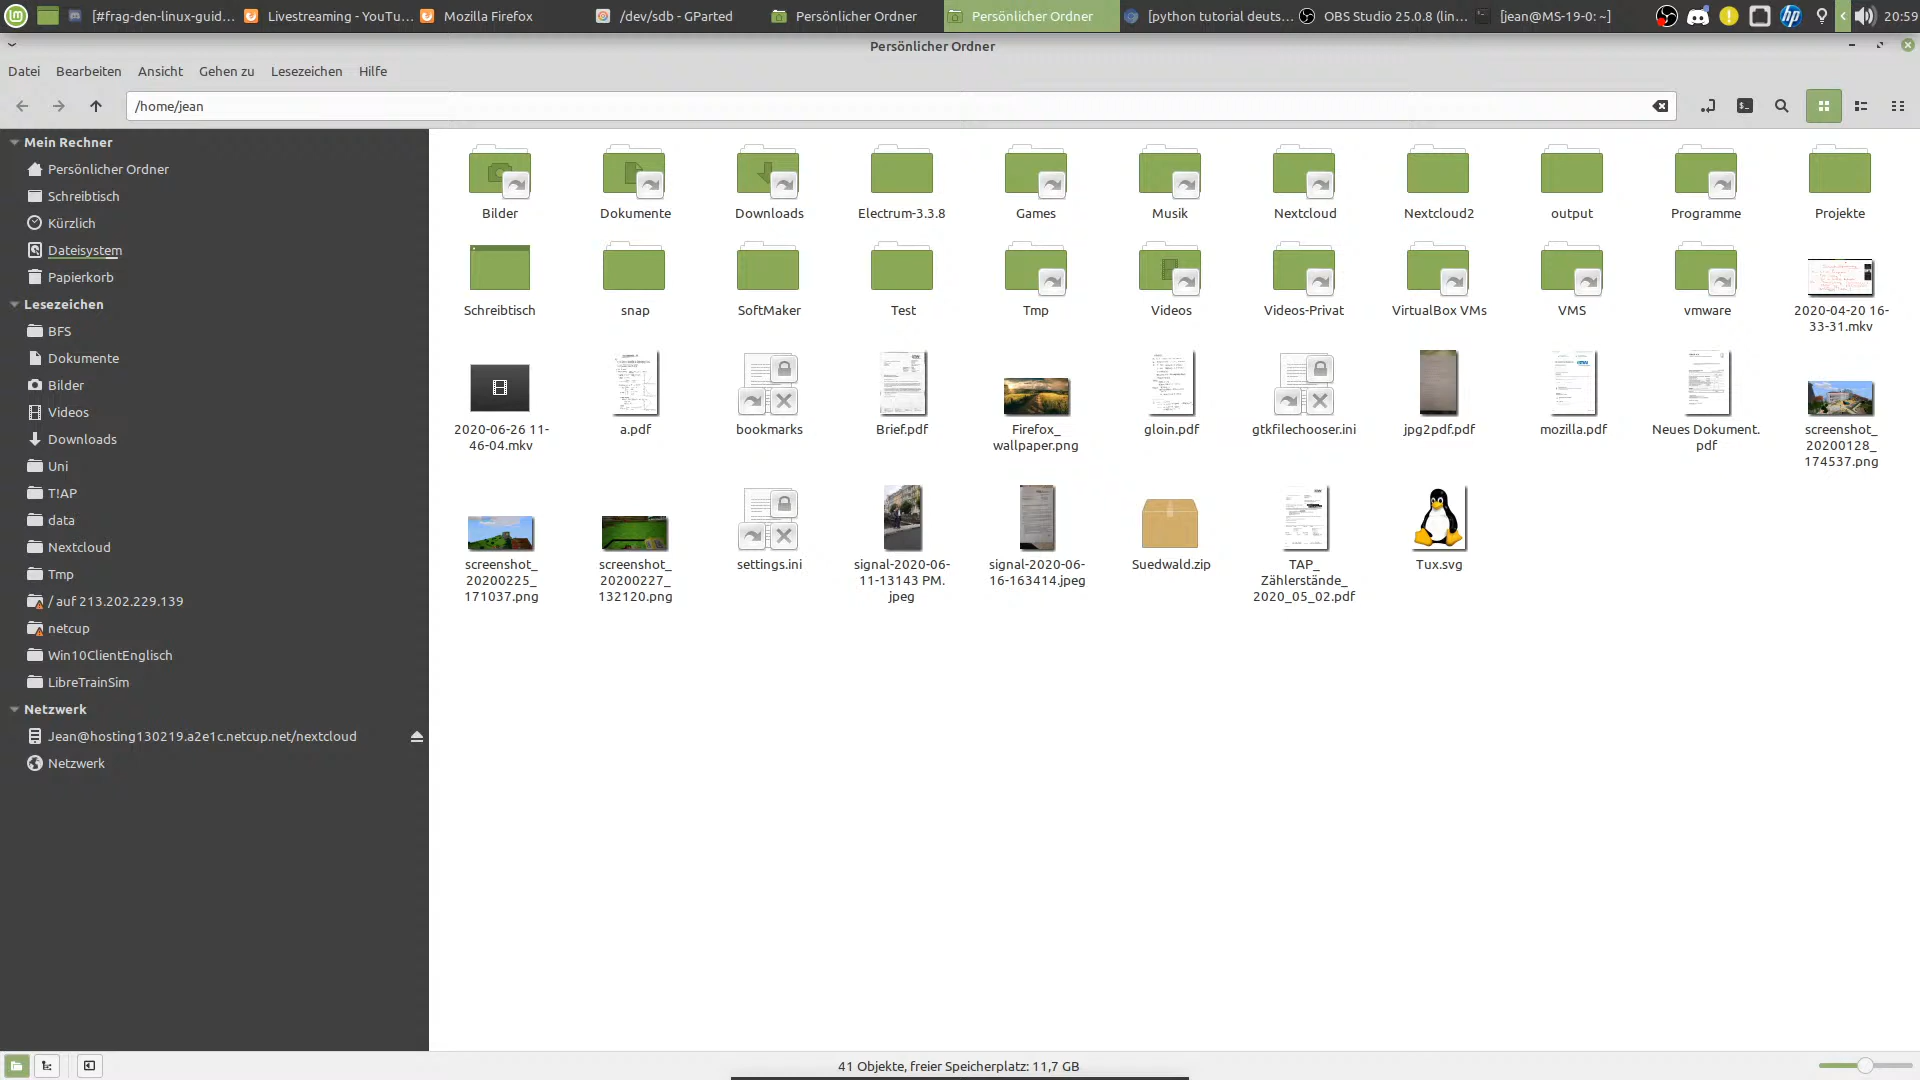 [#frag-den-linux-guid... Livestreaming - YouTu... Mozilla Firefox /dev/sdb - GParted Persönlicher Ordner Persönlicher Ordner [python tutorial deuts... OBS Studio 25.0.8 (lin... [jean@MS-19-0: ~] 20:59
Persönlicher Ordner
Datei Bearbeiten Ansicht Gehen zu Lesezeichen Hilfe
/home/jean
Mein Rechner
Persönlicher Ordner
Schreibtisch
Kürzlich
Dateisystem
Papierkorb
Lesezeichen
BFS
Dokumente
Bilder
Videos
Downloads
Uni
T!AP
data
Nextcloud
Tmp
/ auf 213.202.229.139
netcup
Win10ClientEnglisch
LibreTrainSim
Netzwerk
Jean@hosting130219.a2e1c.netcup.net/nextcloud
Netzwerk
Bilder Dokumente Downloads Electrum-3.3.8 Games Musik Nextcloud Nextcloud2 output Programme Projekte
Schreibtisch snap SoftMaker Test Tmp Videos Videos-Privat VirtualBox VMs VMS vmware 2020-04-20 16-
33-31.mkv
2020-06-26 11- a.pdf bookmarks Brief.pdf Firefox_ gloin.pdf gtkfilechooser.ini jpg2pdf.pdf mozilla.pdf Neues Dokument. screenshot_
46-04.mkv wallpaper.png pdf 20200128_
174537.png
screenshot_ screenshot_ settings.ini signal-2020-06- signal-2020-06- Suedwald.zip TAP_ Tux.svg
20200225_ 20200227_ 11-13143 PM. 16-163414.jpeg Zählerstände_
171037.png 132120.png jpeg 2020_05_02.pdf
41 Objekte, freier Speicherplatz: 11,7 GB